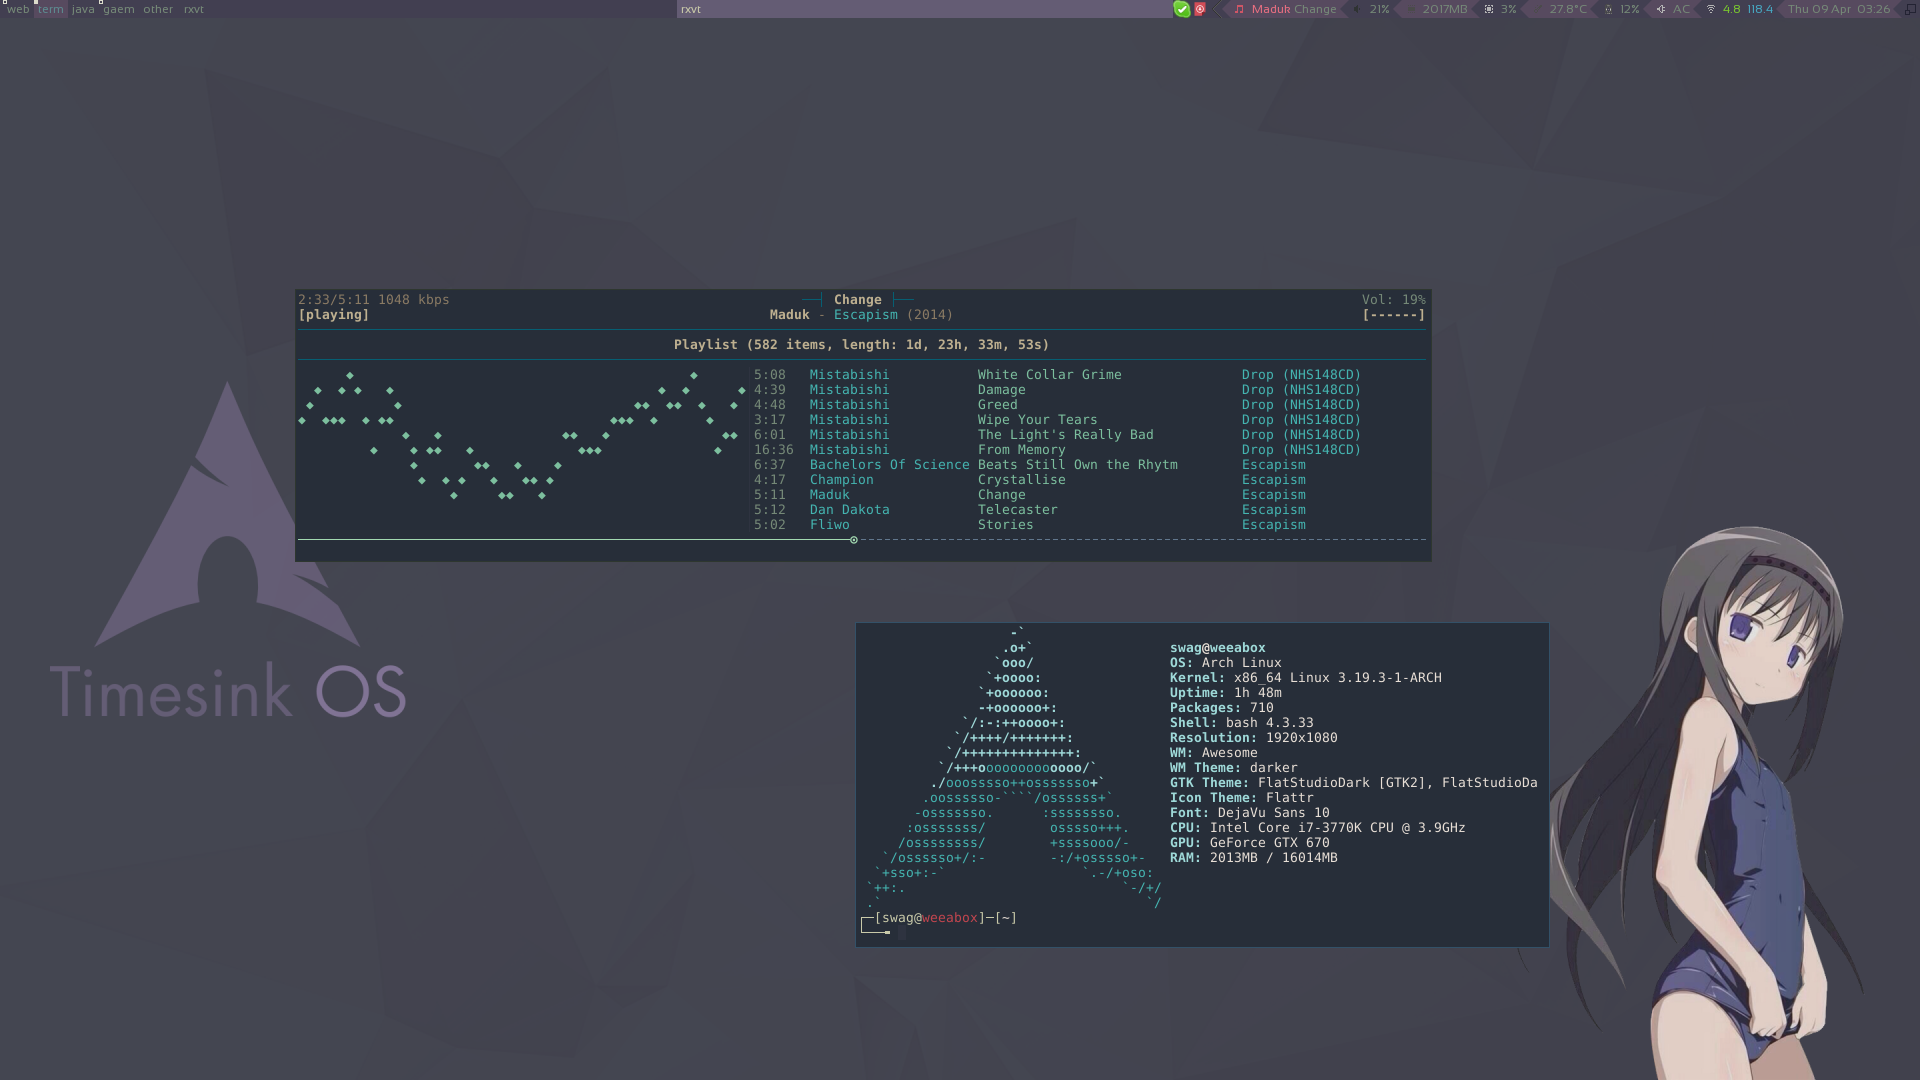 web term java gaem other rxvt
rxvt
Maduk Change 21% 2017MB 3% 27.8°C 12% AC 4.8 118.4 Thu 09 Apr 03:26
2:33/5:11 1048 kbps Change Vol: 19%
[playing] Maduk - Escapism (2014) [------]
Playlist (582 items, length: 1d, 23h, 33m, 53s)
5:08 Mistabishi White Collar Grime Drop (NHS148CD)
4:39 Mistabishi Damage Drop (NHS148CD)
4:48 Mistabishi Greed Drop (NHS148CD)
3:17 Mistabishi Wipe Your Tears Drop (NHS148CD)
6:01 Mistabishi The Light's Really Bad Drop (NHS148CD)
16:36 Mistabishi From Memory Drop (NHS148CD)
6:37 Bachelors Of Science Beats Still Own the Rhytm Escapism
4:17 Champion Crystallise Escapism
5:11 Maduk Change Escapism
5:12 Dan Dakota Telecaster Escapism
5:02 Fliwo Stories Escapism
Timesink OS
swag@weeabox
OS: Arch Linux
Kernel: x86_64 Linux 3.19.3-1-ARCH
Uptime: 1h 48m
Packages: 710
Shell: bash 4.3.33
Resolution: 1920x1080
WM: Awesome
WM Theme: darker
GTK Theme: FlatStudioDark [GTK2], FlatStudioDa
Icon Theme: Flattr
Font: DejaVu Sans 10
CPU: Intel Core i7-3770K CPU @ 3.9GHz
GPU: GeForce GTX 670
RAM: 2013MB / 16014MB
[swag@weeabox]─[~]